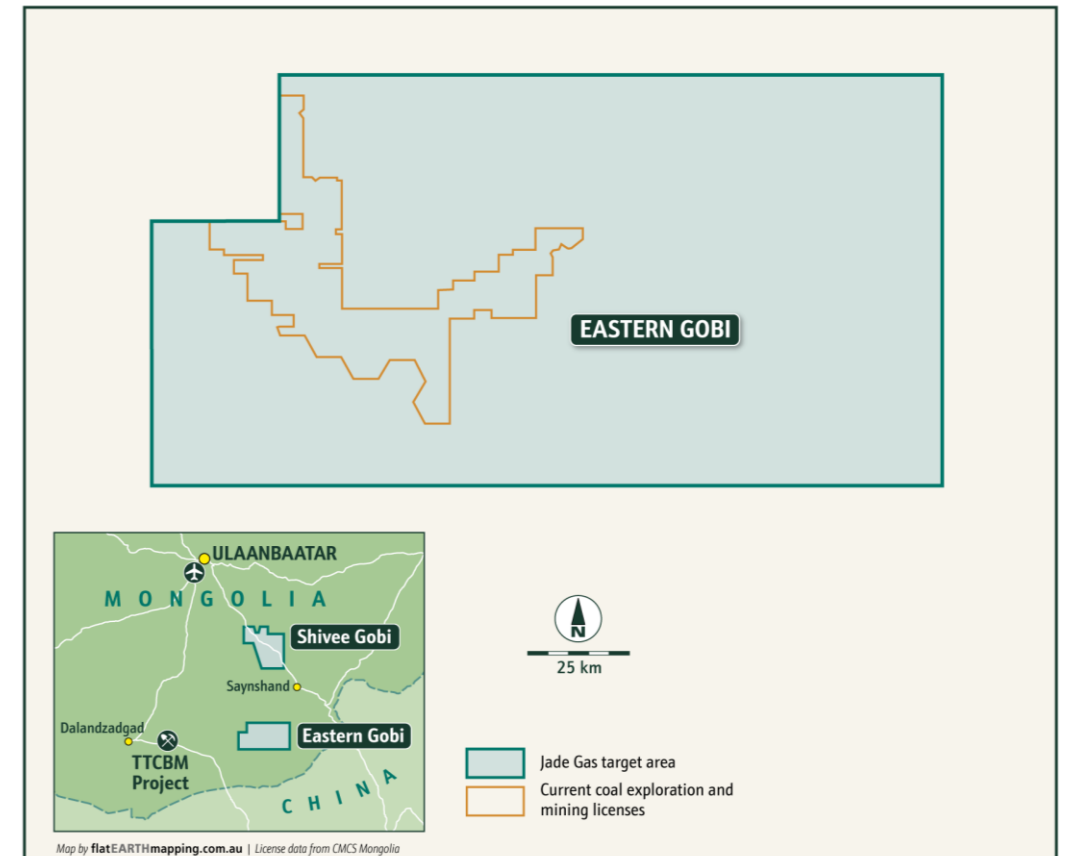 EASTERN GOBI
ULAANBAATAR
MONGOLIA
Shivee Gobi
Saynshand
Dalandzadgad
Eastern Gobi
TTCBM
Project
CHINA
N
25 km
Jade Gas target area
Current coal exploration and
mining licenses
Map by flatEARTHmapping.com.au | License data from CMCS Mongolia